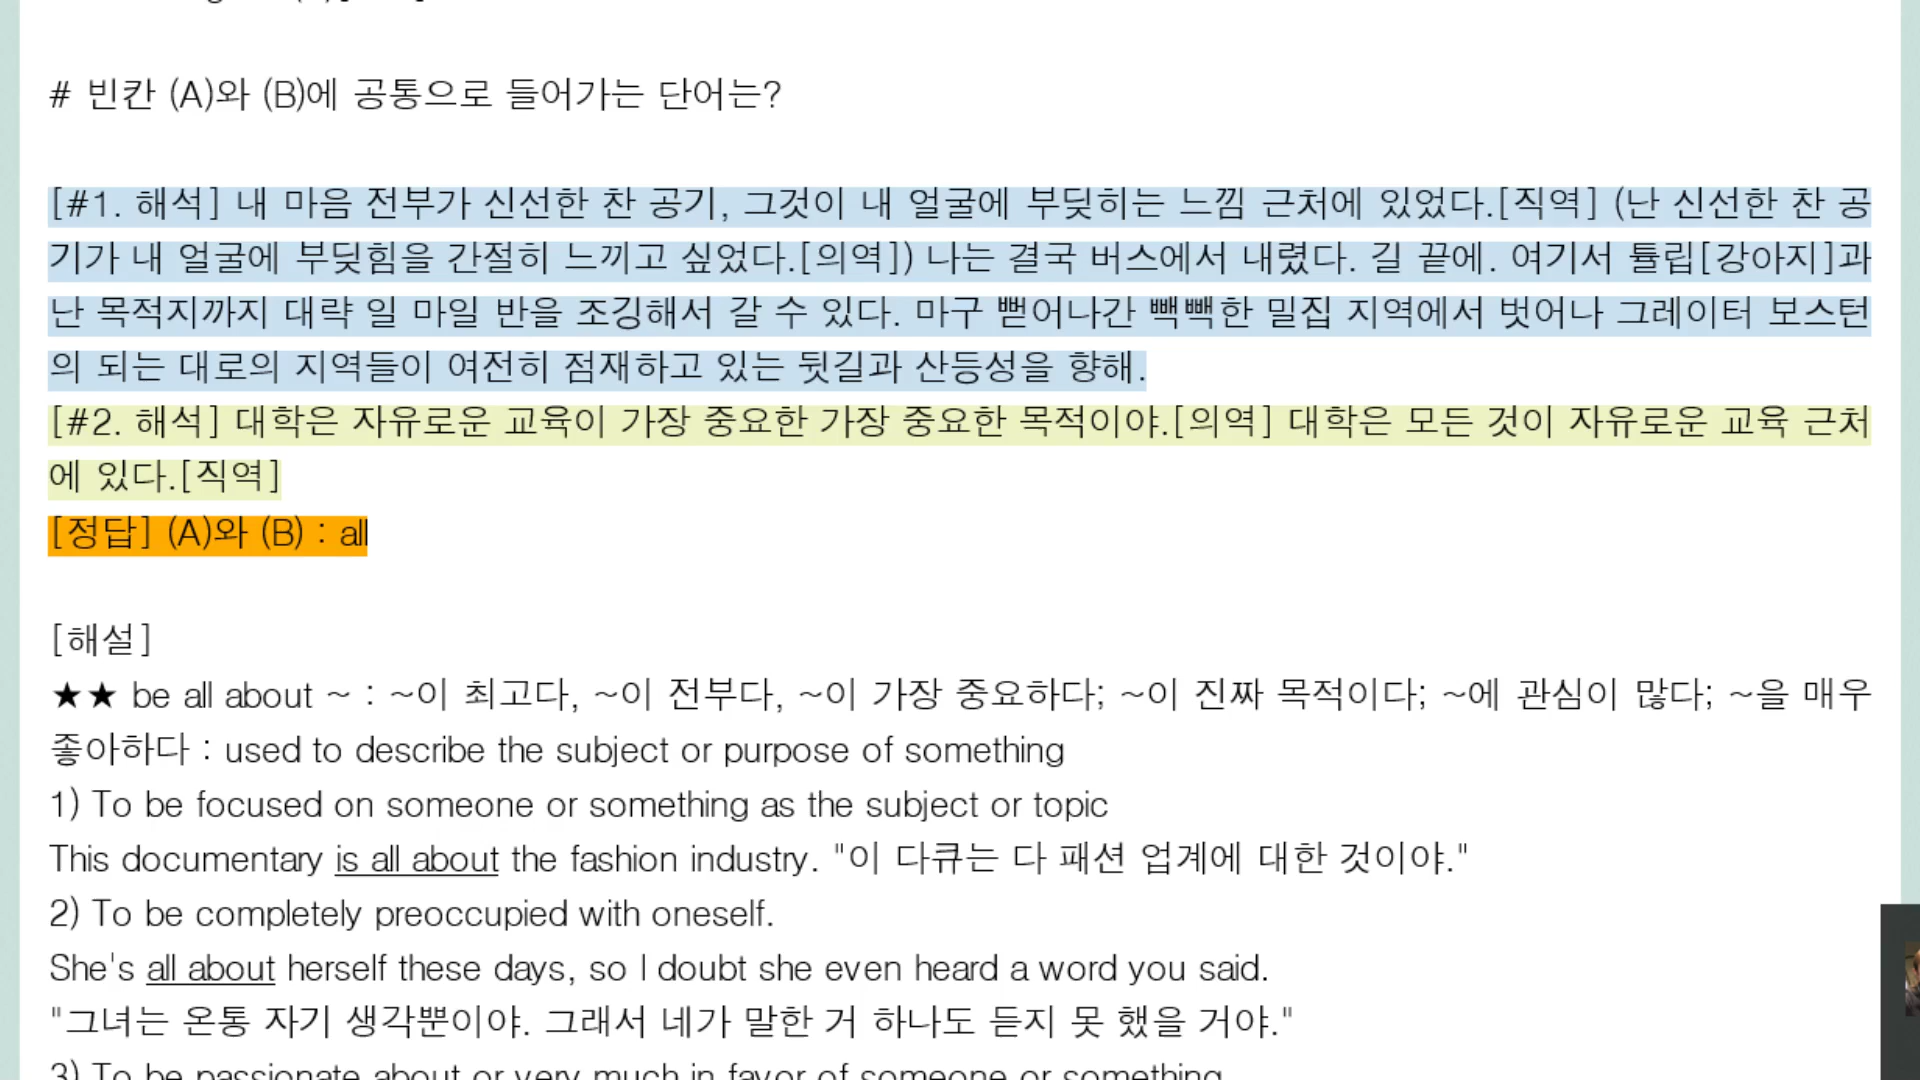 # 빈칸 (A)와 (B)에 공통으로 들어가는 단어는?
[#1. 해석] 내 마음 전부가 신선한 찬 공기, 그것이 내 얼굴에 부딪히는 느낌 근처에 있었다.[직역] (난 신선한 찬 공
기가 내 얼굴에 부딪힘을 간절히 느끼고 싶었다.[의역]) 나는 결국 버스에서 내렸다. 길 끝에. 여기서 튤립[강아지]과
난 목적지까지 대략 일 마일 반을 조깅해서 갈 수 있다. 마구 뻗어나간 빽빽한 밀집 지역에서 벗어나 그레이터 보스턴
의 되는 대로의 지역들이 여전히 점재하고 있는 뒷길과 산등성을 향해.
[#2. 해석] 대학은 자유로운 교육이 가장 중요한 가장 중요한 목적이야.[의역] 대학은 모든 것이 자유로운 교육 근처
에 있다.[직역]
[정답] (A)와 (B) : all
[해설]
★★ be all about ~ : ~이 최고다, ~이 전부다, ~이 가장 중요하다; ~이 진짜 목적이다; ~에 관심이 많다; ~을 매우
좋아하다 : used to describe the subject or purpose of something
1) To be focused on someone or something as the subject or topic
This documentary is all about the fashion industry. "이 다큐는 다 패션 업계에 대한 것이야."
2) To be completely preoccupied with oneself.
She's all about herself these days, so I doubt she even heard a word you said.
"그녀는 온통 자기 생각뿐이야. 그래서 네가 말한 거 하나도 듣지 못 했을 거야."
3) To be passionate about or very much in favor of someone or something